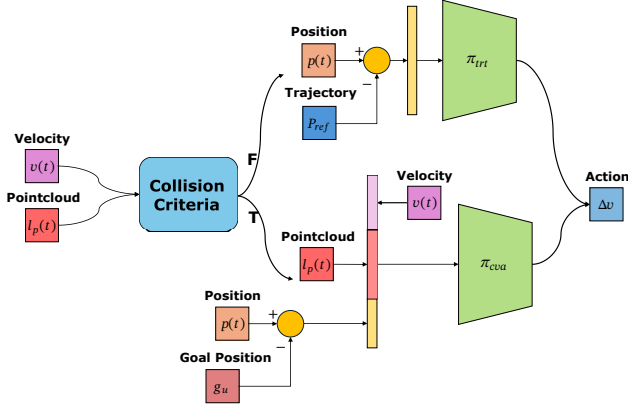 Position
p(t)
+
−
Trajectory
P_ref
π_trt
Velocity
v(t)
Pointcloud
l_p(t)
Collision
Criteria
F
T
Velocity
v(t)
Pointcloud
l_p(t)
π_cva
Action
Δv
Position
p(t)
+
−
Goal Position
g_u